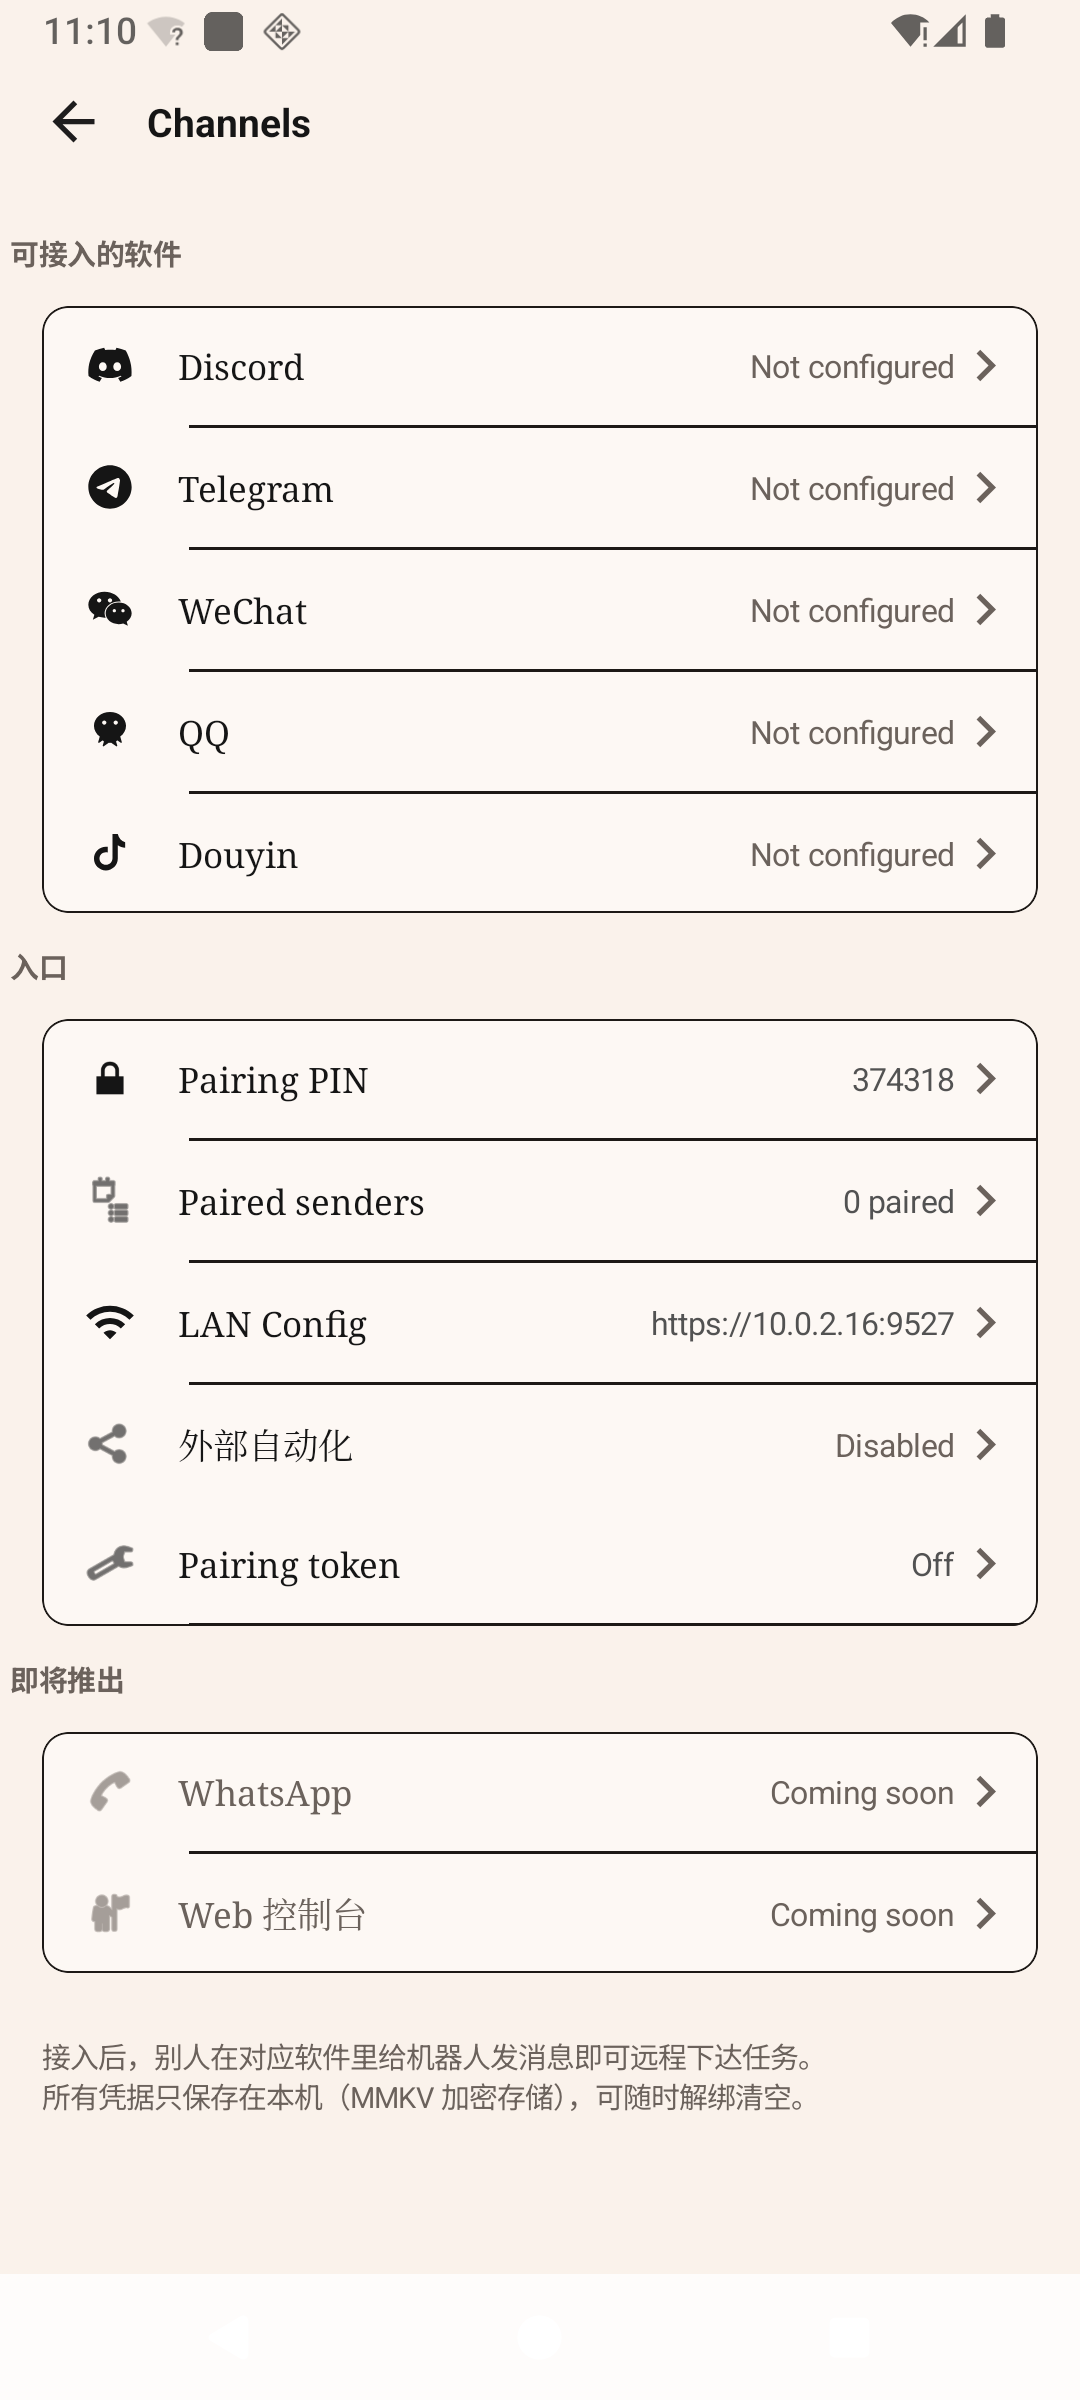 11:10
Channels
可接入的软件
Discord Not configured
Telegram Not configured
WeChat Not configured
QQ Not configured
Douyin Not configured
入口
Pairing PIN 374318
Paired senders 0 paired
LAN Config https://10.0.2.16:9527
外部自动化 Disabled
Pairing token Off
即将推出
WhatsApp Coming soon
Web 控制台 Coming soon
接入后，别人在对应软件里给机器人发消息即可远程下达任务。
所有凭据只保存在本机（MMKV 加密存储），可随时解绑清空。